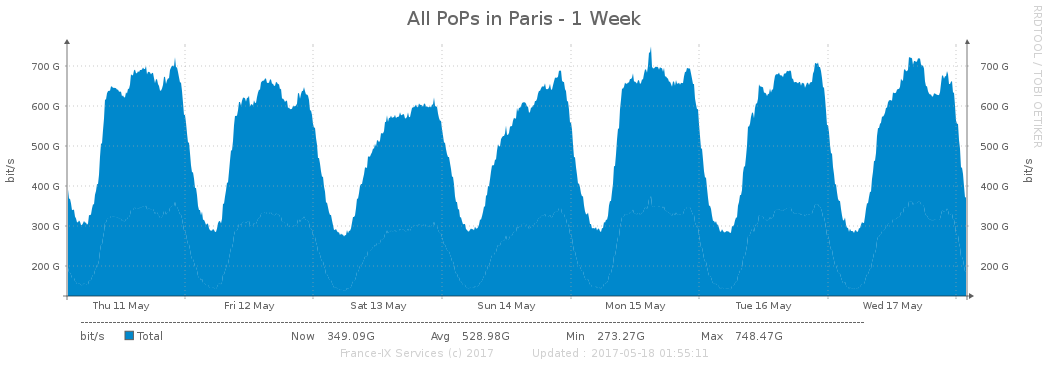 All PoPs in Paris - 1 Week
RRDTOOL / TOBI OETIKER
bit/s
700 G
600 G
500 G
400 G
300 G
200 G
700 G
600 G
500 G
400 G
300 G
200 G
bit/s
Thu 11 May Fri 12 May Sat 13 May Sun 14 May Mon 15 May Tue 16 May Wed 17 May
bit/s Total Now 349.09G Avg 528.98G Min 273.27G Max 748.47G
France-IX Services (c) 2017 Updated : 2017-05-18 01:55:11